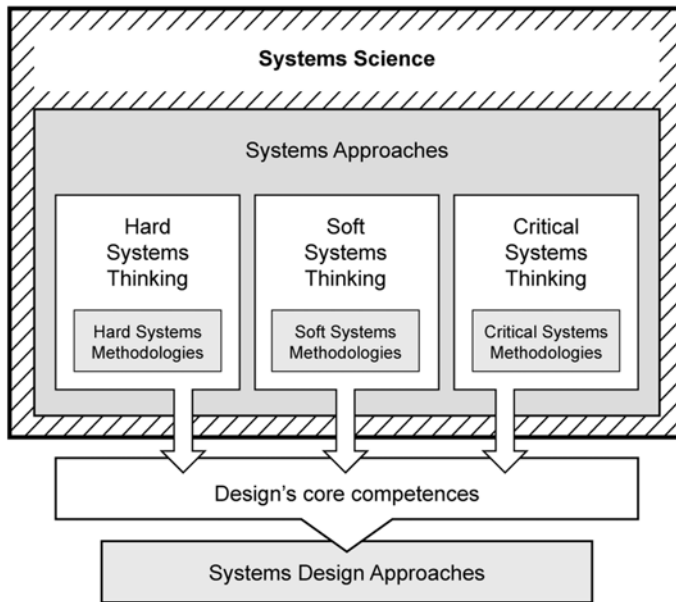 Systems Science
Systems Approaches
Hard
Systems
Thinking
Hard Systems
Methodologies
Soft
Systems
Thinking
Soft Systems
Methodologies
Critical
Systems
Thinking
Critical Systems
Methodologies
Design’s core competences
Systems Design Approaches